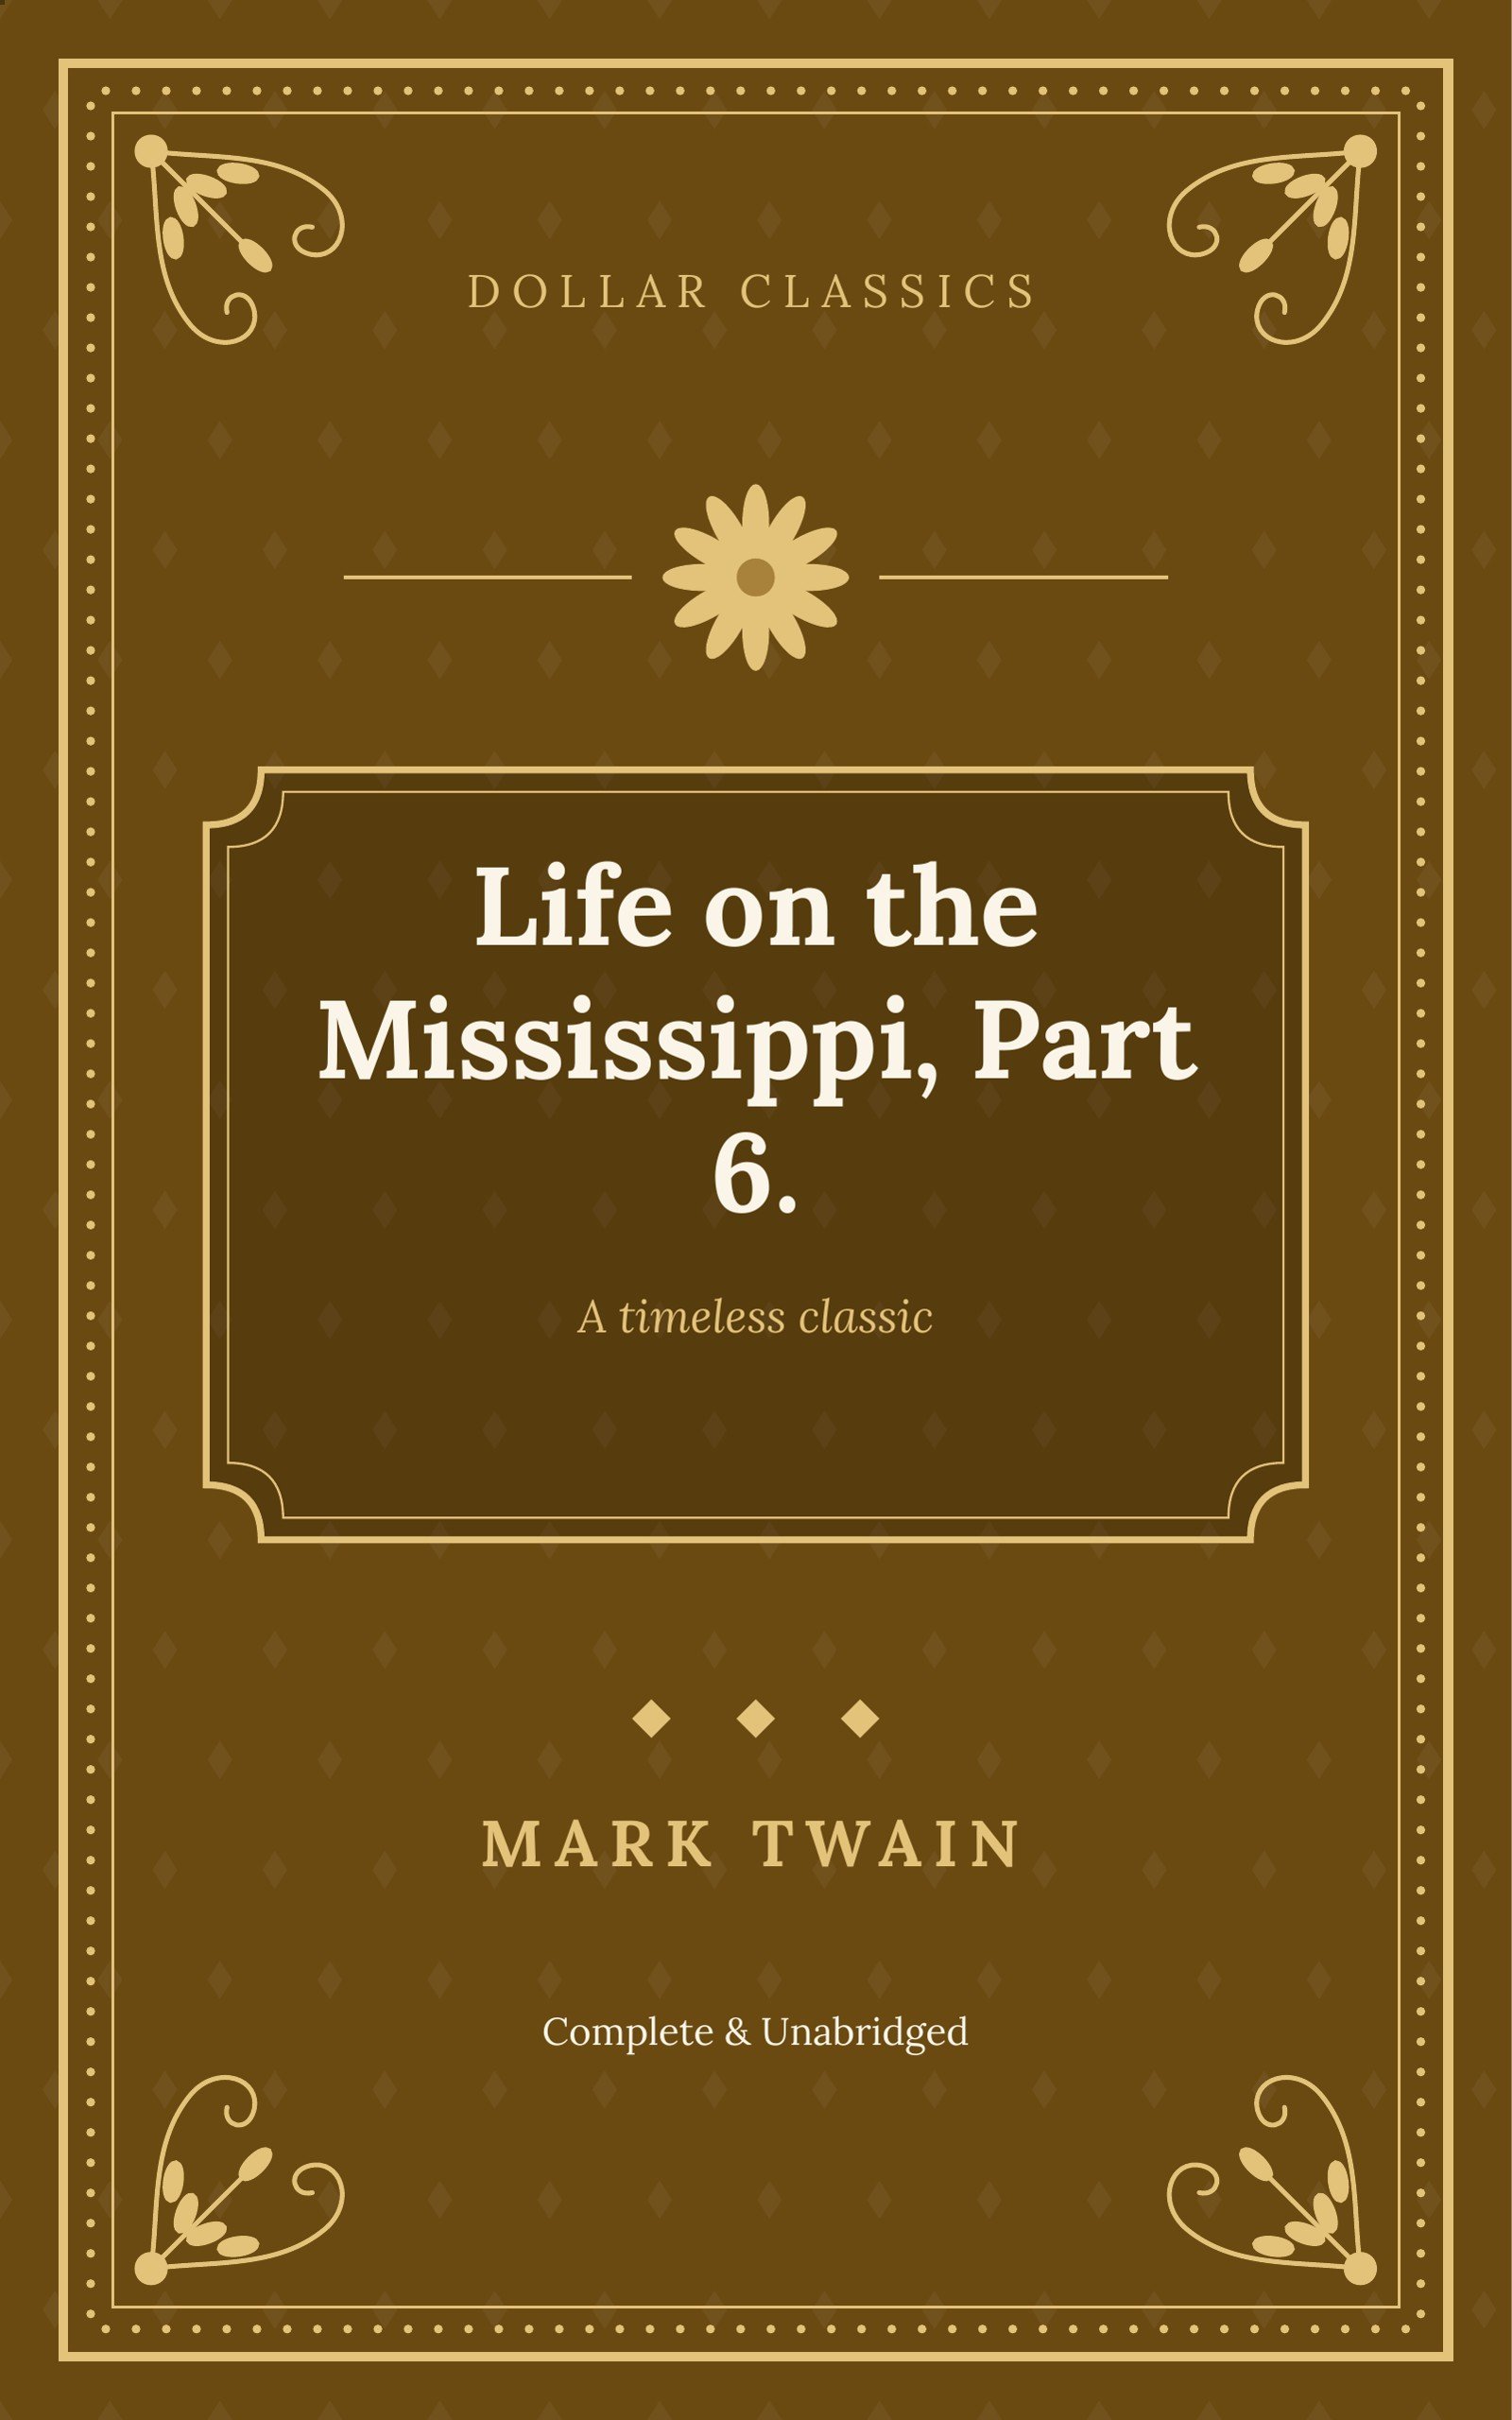 DOLLAR CLASSICS
Life on the
Mississippi, Part
6.
A timeless classic
MARK TWAIN
Complete & Unabridged